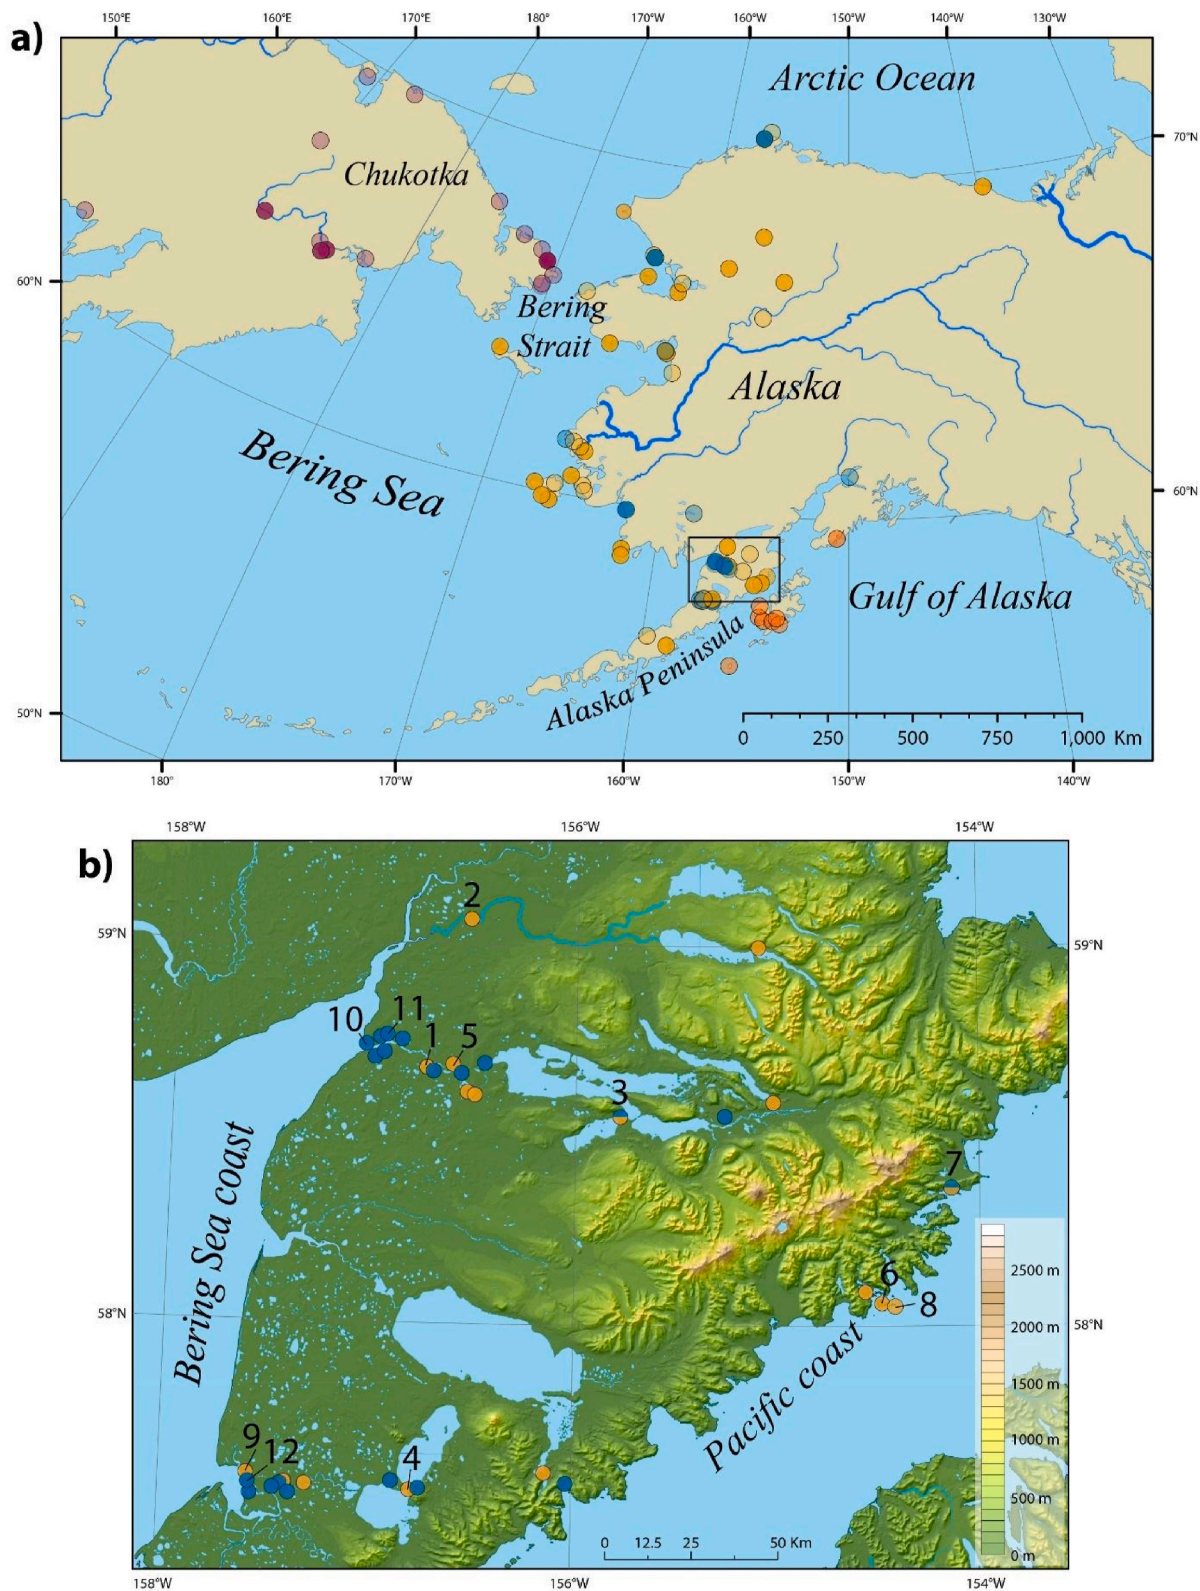 a)
150°E 160°E 170°E 180° 170°W 160°W 150°W 140°W 130°W
Arctic Ocean
70°N
Chukotka
60°N
Bering
Strait
Alaska
Bering Sea
60°N
Gulf of Alaska
Alaska Peninsula
50°N
0 250 500 750 1,000 Km
180° 170°W 160°W 150°W 140°W
b)
158°W 156°W 154°W
2
59°N
59°N
10
11
1
5
3
7
Bering Sea coast
2500 m
6
8
58°N
2000 m
58°N
Pacific coast
1500 m
1000 m
9
12
4
500 m
0 12.5 25 50 Km
0 m
158°W 156°W 154°W